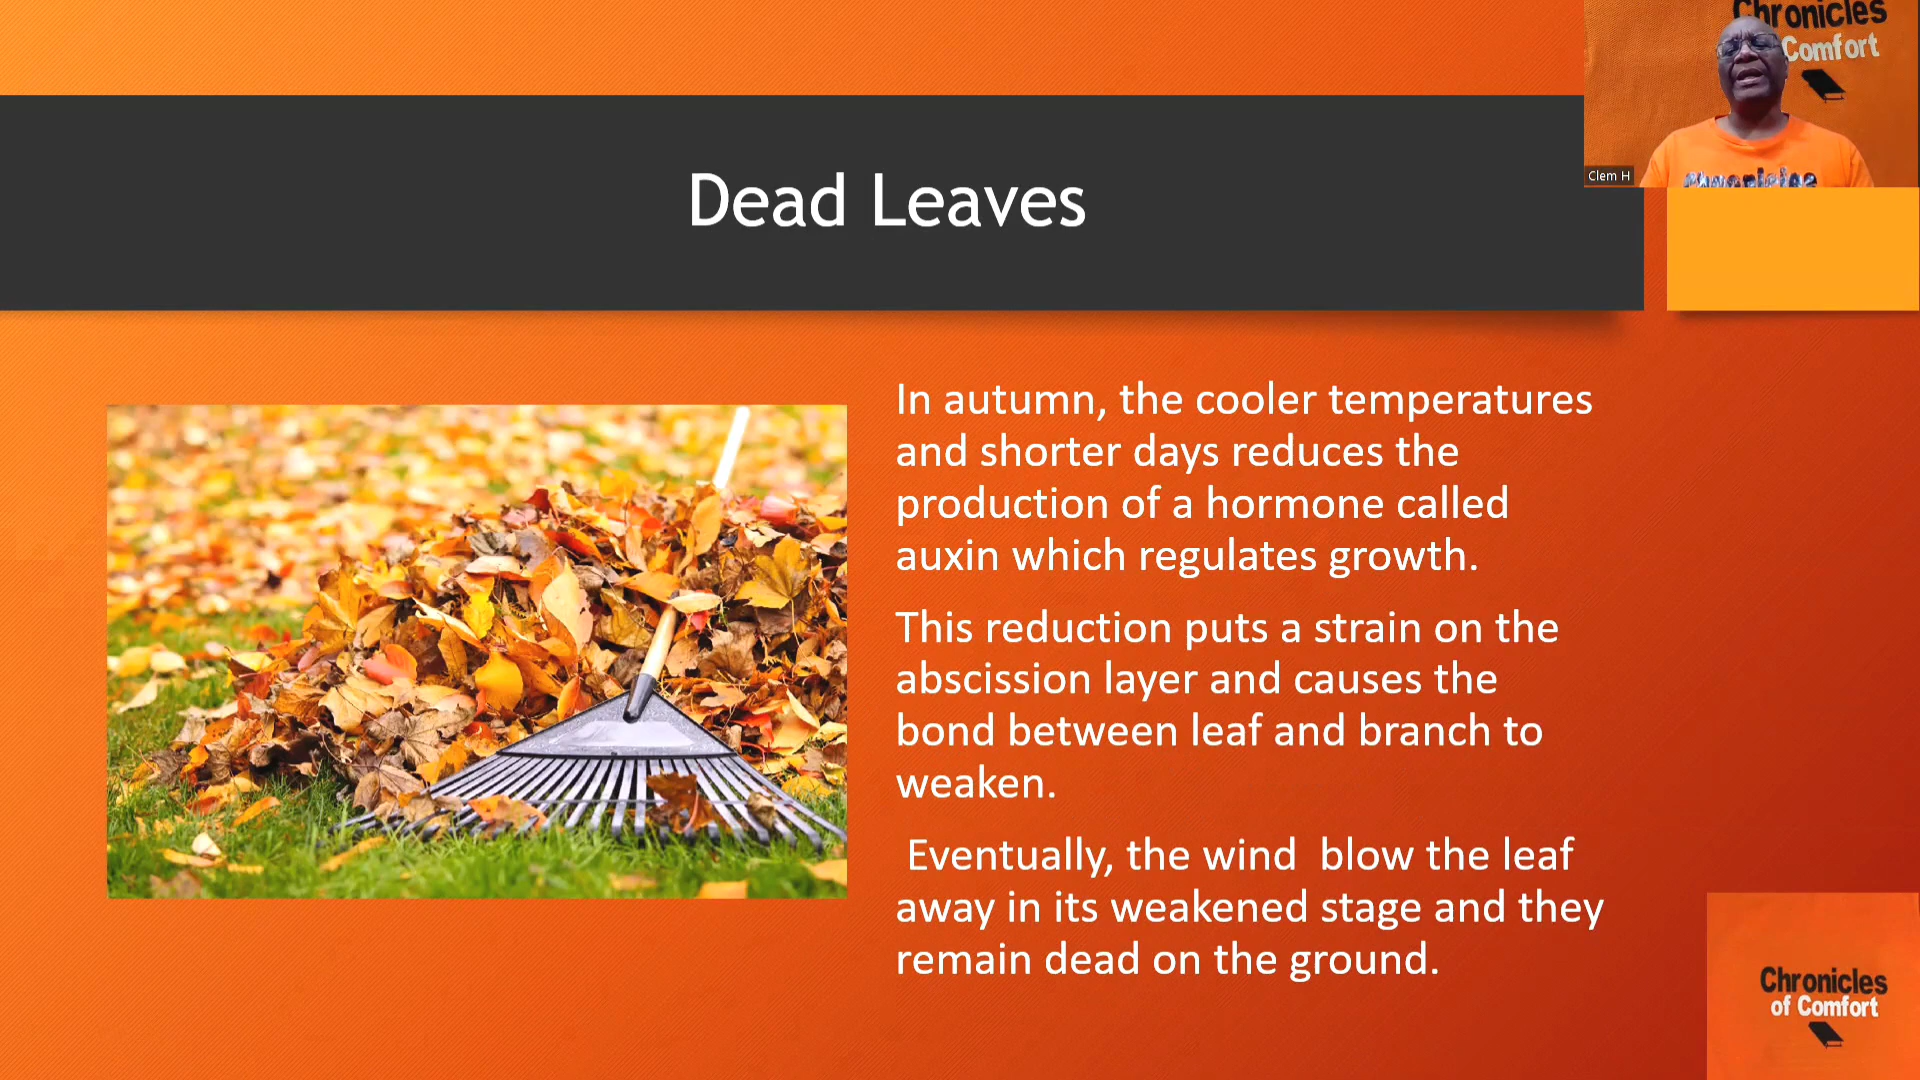 Chronicles
Comfort
Clem H
Dead Leaves
In autumn, the cooler temperatures
and shorter days reduces the
production of a hormone called
auxin which regulates growth.
This reduction puts a strain on the
abscission layer and causes the
bond between leaf and branch to
weaken.
Eventually, the wind  blow the leaf
away in its weakened stage and they
remain dead on the ground.
Chronicles
of Comfort